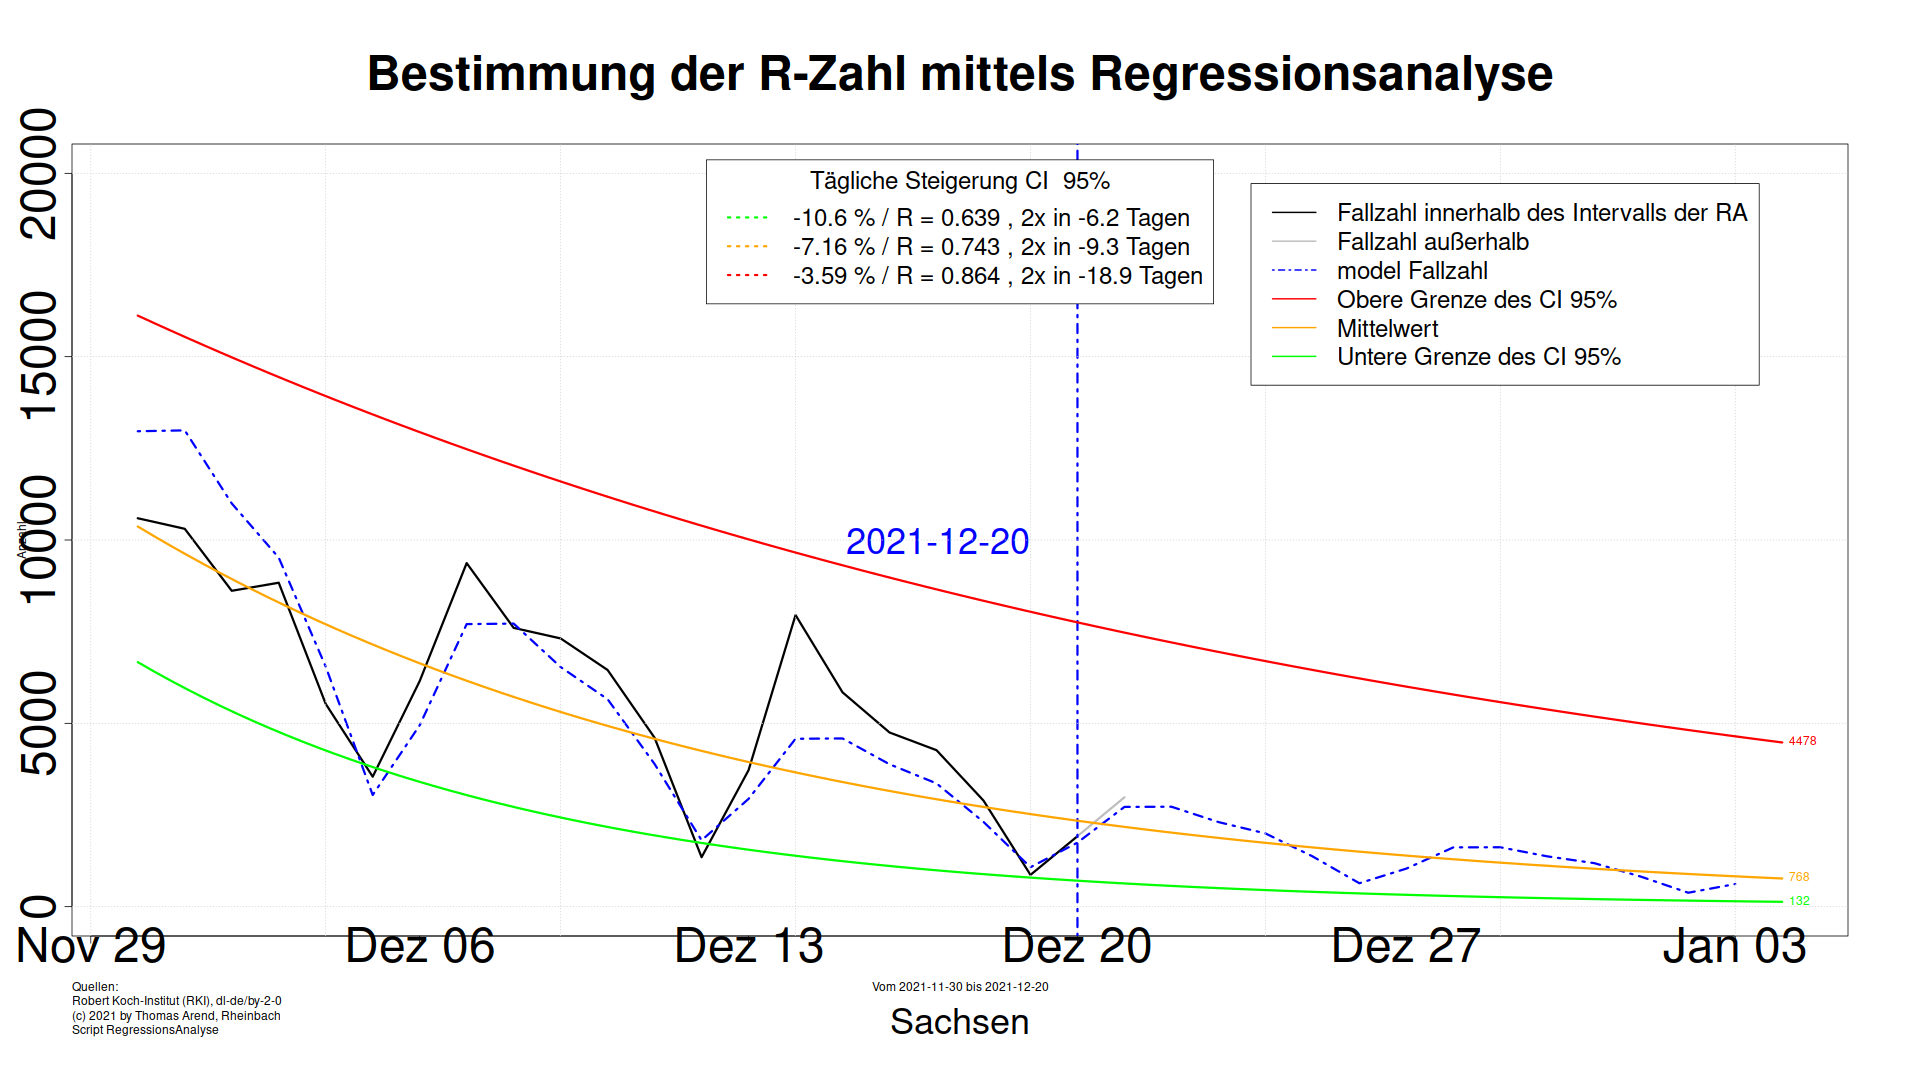 Bestimmung der R-Zahl mittels Regressionsanalyse
Tägliche Steigerung CI 95%
-10.6 % / R = 0.639 , 2x in -6.2 Tagen
-7.16 % / R = 0.743 , 2x in -9.3 Tagen
-3.59 % / R = 0.864 , 2x in -18.9 Tagen
Fallzahl innerhalb des Intervalls der RA
Fallzahl außerhalb
model Fallzahl
Obere Grenze des CI 95%
Mittelwert
Untere Grenze des CI 95%
20000
15000
10000
5000
0
Anzahl
2021-12-20
4478
768
132
Nov 29 Dez 06 Dez 13 Dez 20 Dez 27 Jan 03
Quellen:
Robert Koch-Institut (RKI), dl-de/by-2-0
(c) 2021 by Thomas Arend, Rheinbach
Script RegressionsAnalyse
Vom 2021-11-30 bis 2021-12-20
Sachsen